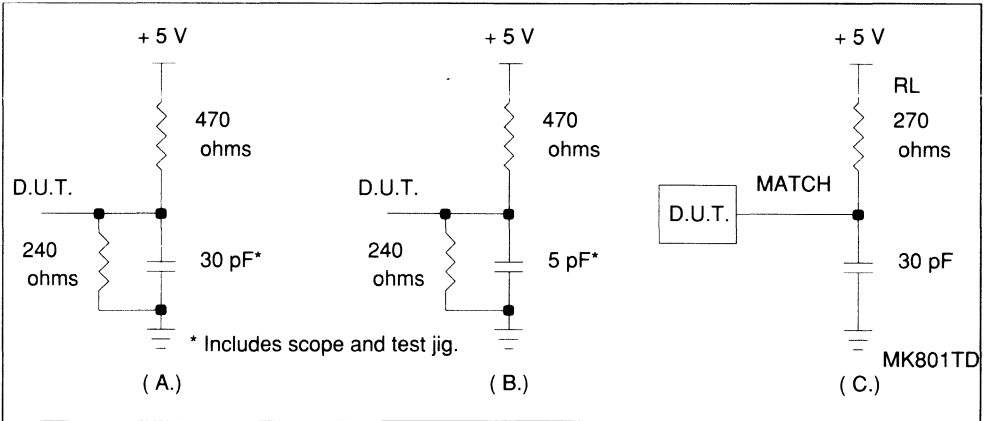 + 5 V
470
ohms
D.U.T.
240
ohms
30 pF*
* Includes scope and test jig.
( A.)
+ 5 V
470
ohms
D.U.T.
240
ohms
5 pF*
( B.)
+ 5 V
RL
270
ohms
MATCH
D.U.T.
30 pF
MK801TD
( C.)